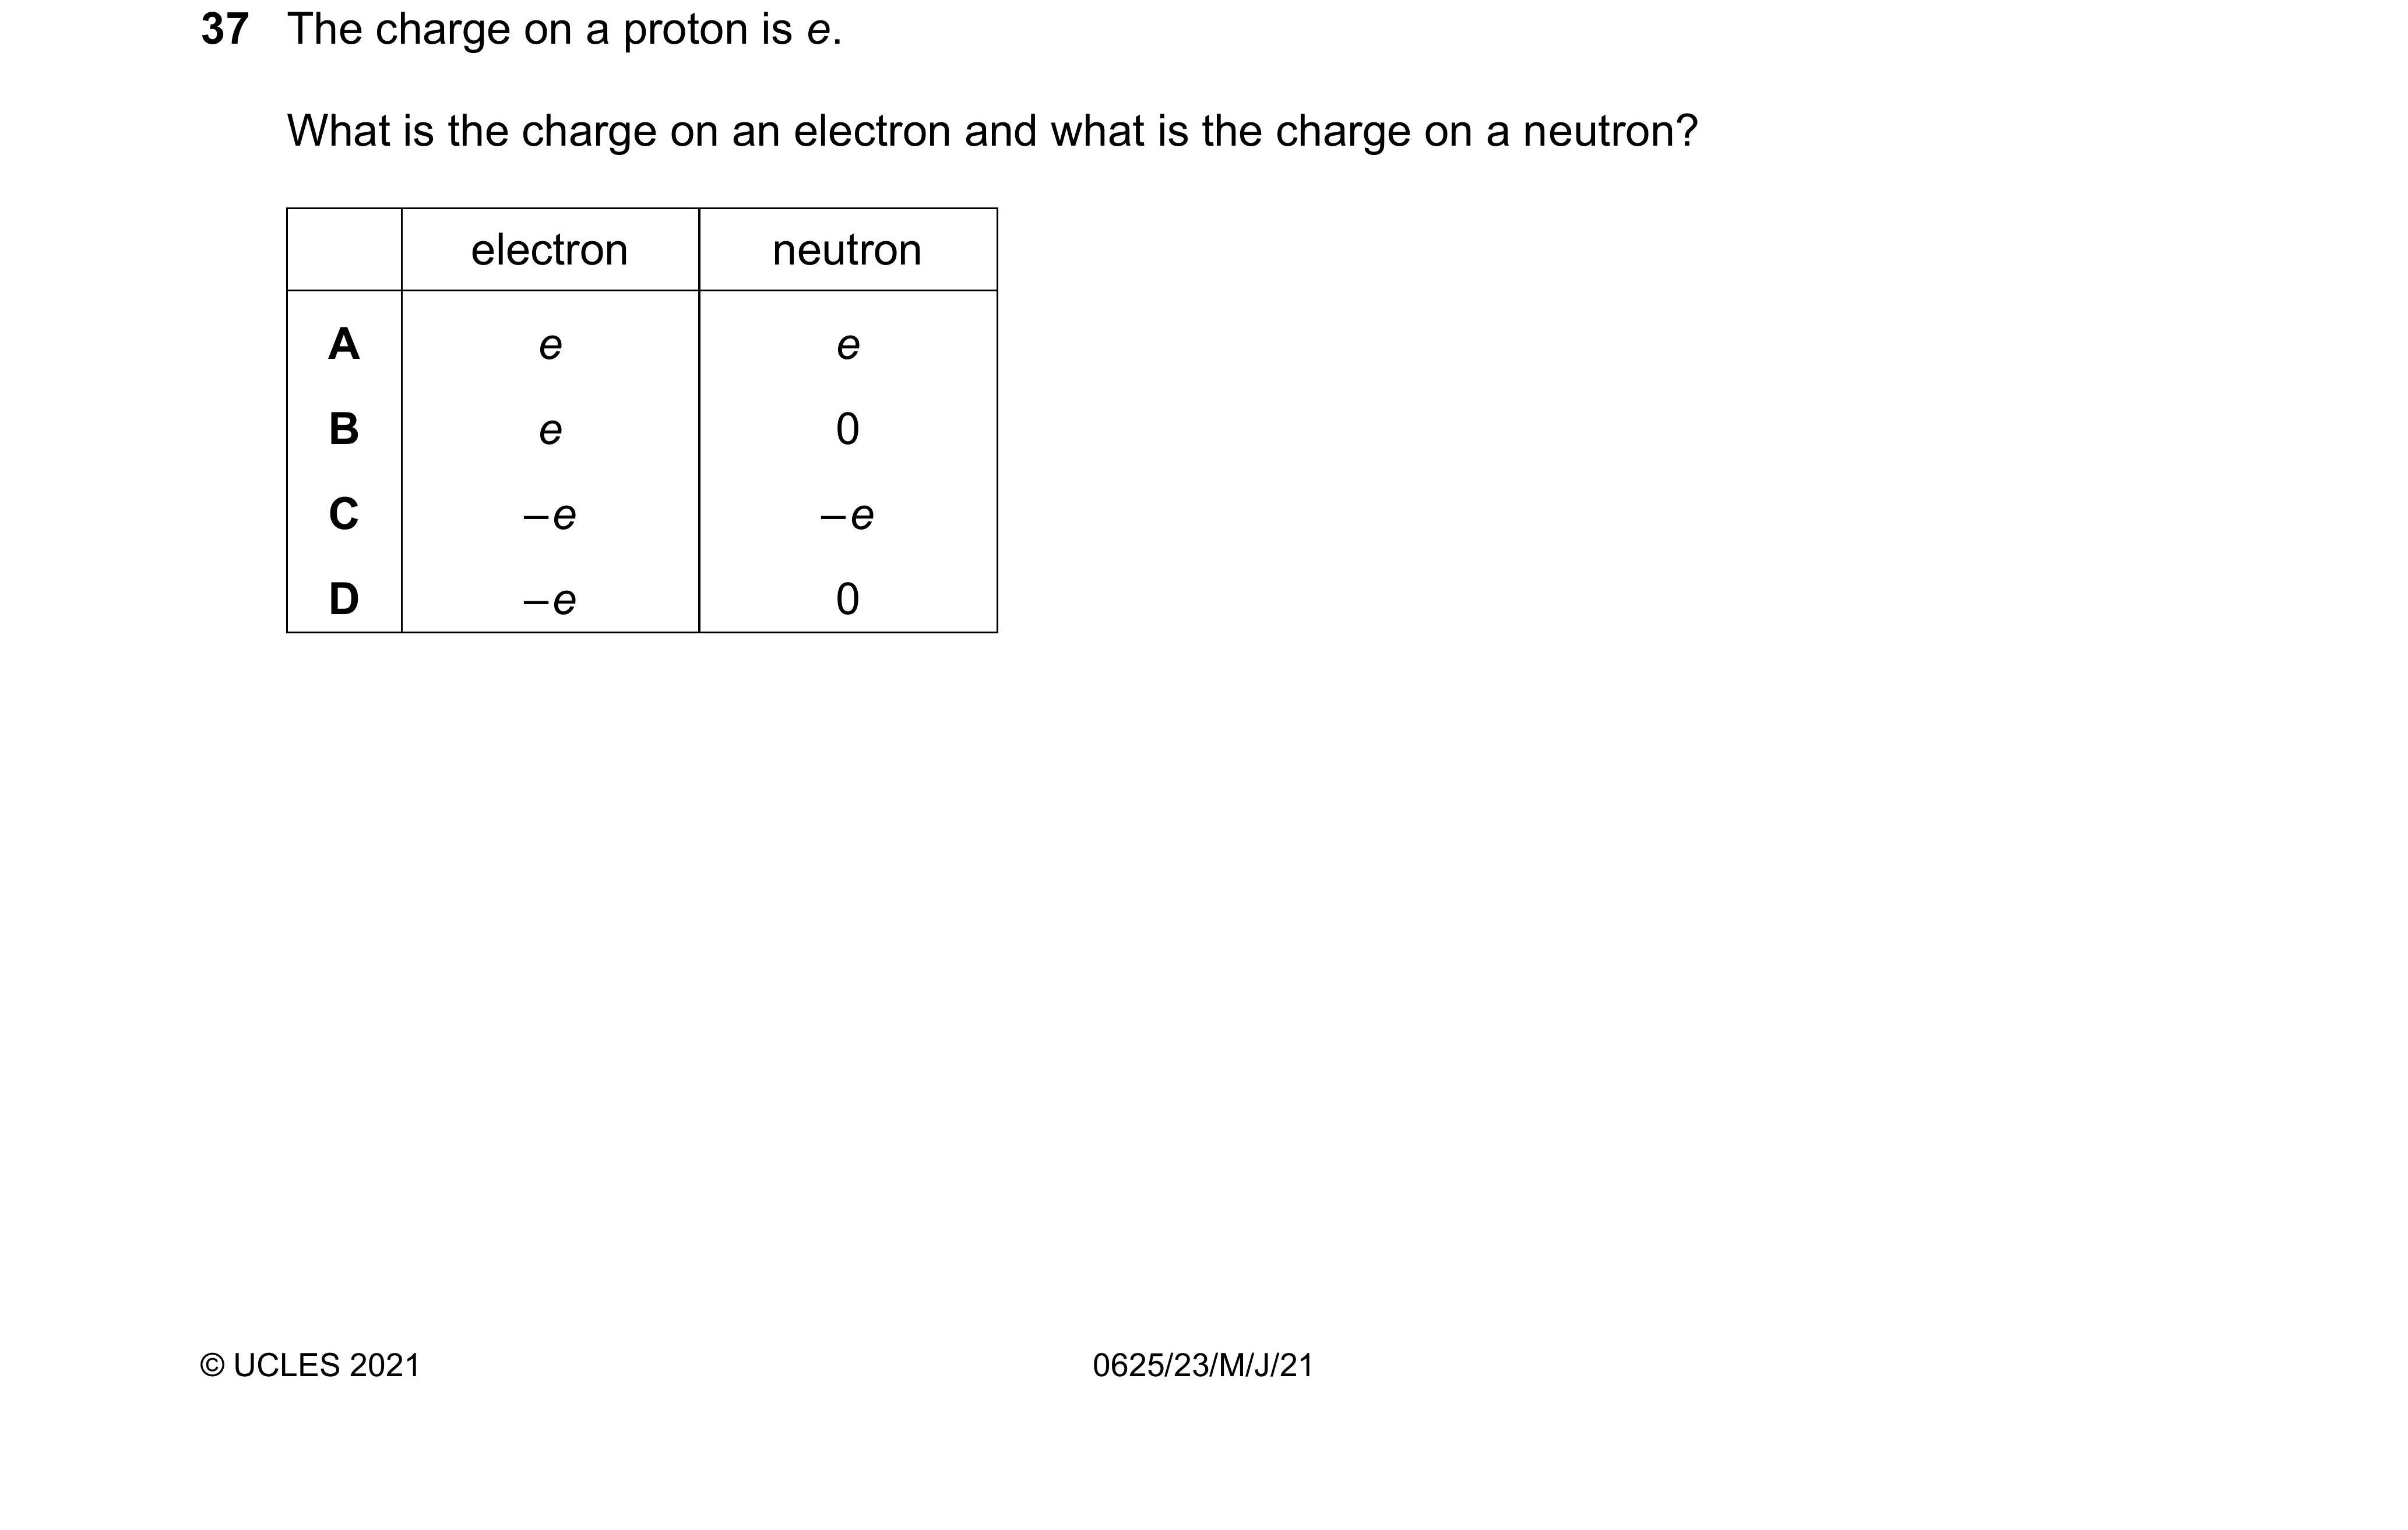 37 The charge on a proton is e.
What is the charge on an electron and what is the charge on a neutron?
electron neutron
A e e
B e 0
C –e –e
D –e 0
© UCLES 2021 0625/23/M/J/21